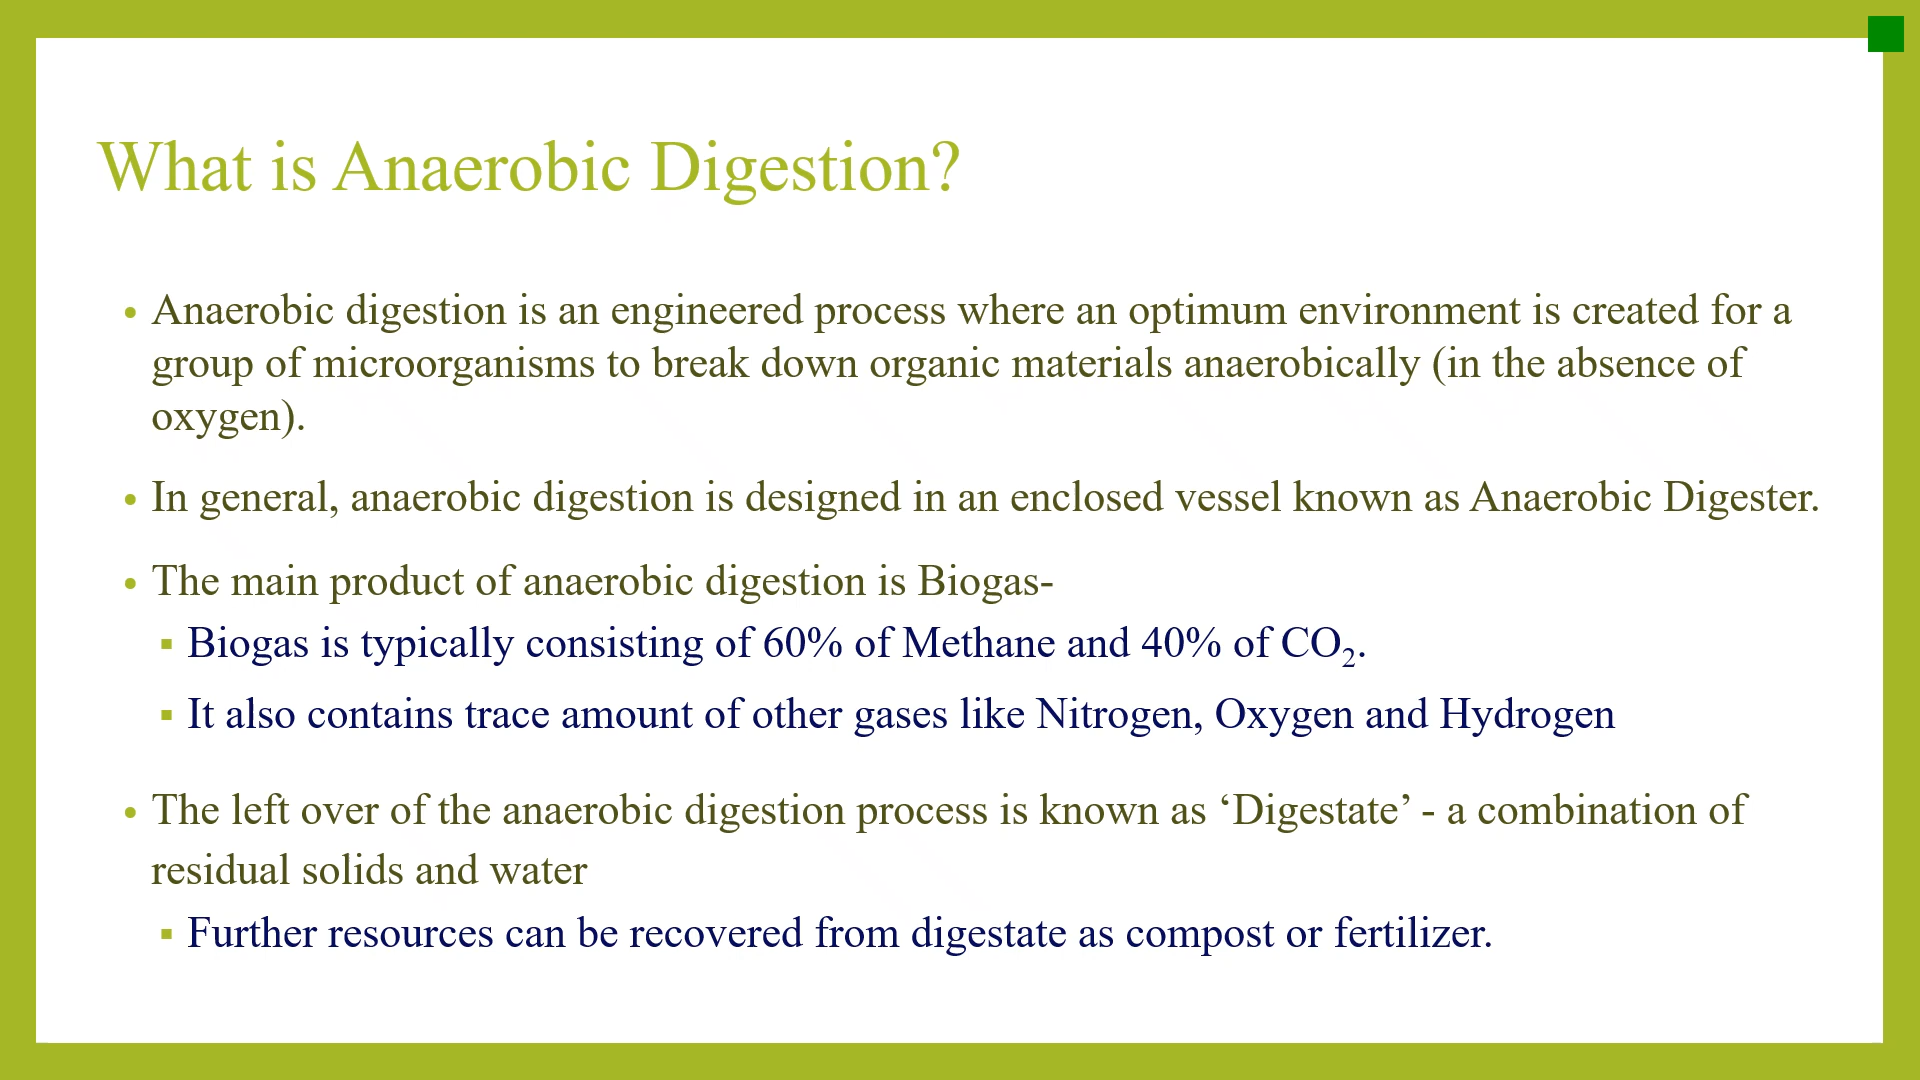 What is Anaerobic Digestion?
• Anaerobic digestion is an engineered process where an optimum environment is created for a
group of microorganisms to break down organic materials anaerobically (in the absence of
oxygen).
• In general, anaerobic digestion is designed in an enclosed vessel known as Anaerobic Digester.
• The main product of anaerobic digestion is Biogas-
▪ Biogas is typically consisting of 60% of Methane and 40% of CO₂.
▪ It also contains trace amount of other gases like Nitrogen, Oxygen and Hydrogen
• The left over of the anaerobic digestion process is known as ‘Digestate’ - a combination of
residual solids and water
▪ Further resources can be recovered from digestate as compost or fertilizer.